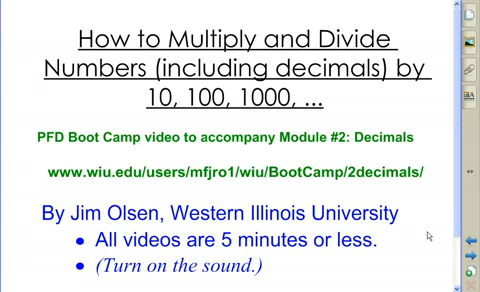 How to Multiply and Divide
Numbers (including decimals) by
10, 100, 1000, ...
PFD Boot Camp video to accompany Module #2: Decimals
www.wiu.edu/users/mfjro1/wiu/BootCamp/2decimals/
By Jim Olsen, Western Illinois University
• All videos are 5 minutes or less.
• (Turn on the sound.)